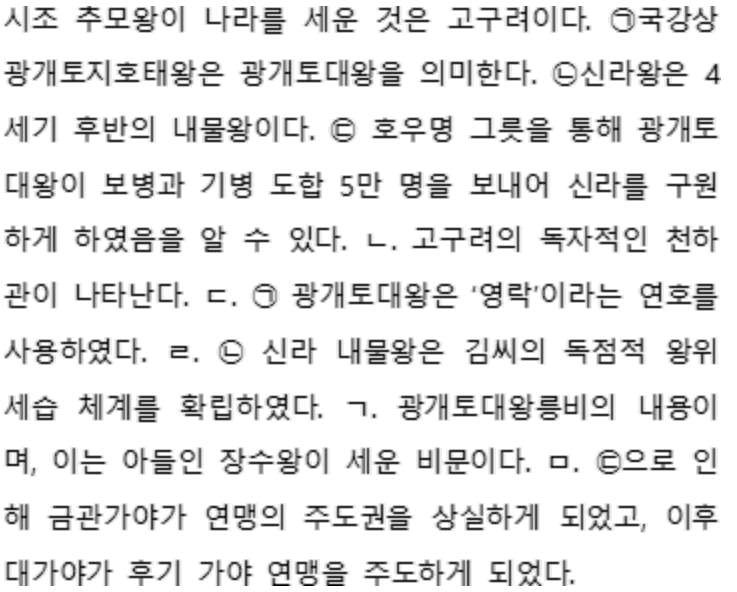 시조 추모왕이 나라를 세운 것은 고구려이다. ㉠국강상
광개토지호태왕은 광개토대왕을 의미한다. ㉡신라왕은 4
세기 후반의 내물왕이다. ㉢ 호우명 그릇을 통해 광개토
대왕이 보병과 기병 도합 5만 명을 보내어 신라를 구원
하게 하였음을 알 수 있다. ㄴ. 고구려의 독자적인 천하
관이 나타난다. ㄷ. ㉠ 광개토대왕은 ‘영락’이라는 연호를
사용하였다. ㄹ. ㉡ 신라 내물왕은 김씨의 독점적 왕위
세습 체계를 확립하였다. ㄱ. 광개토대왕릉비의 내용이
며, 이는 아들인 장수왕이 세운 비문이다. ㅁ. ㉢으로 인
해 금관가야가 연맹의 주도권을 상실하게 되었고, 이후
대가야가 후기 가야 연맹을 주도하게 되었다.